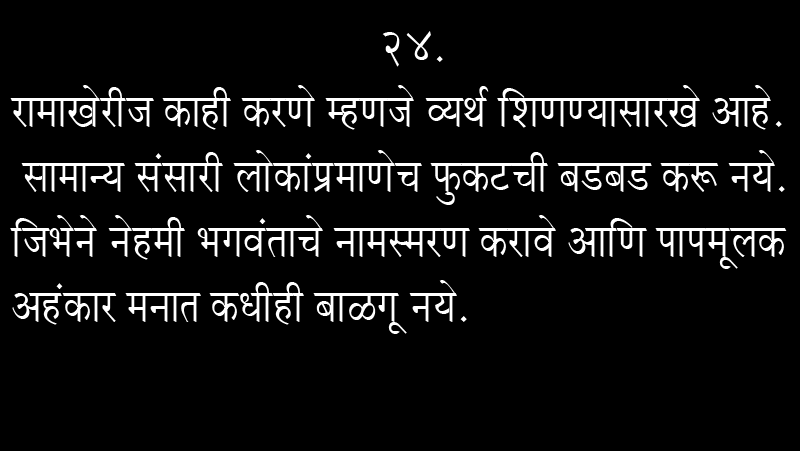 २४.
रामाखेरीज काही करणे म्हणजे व्यर्थ शिणण्यासारखे आहे.
सामान्य संसारी लोकांप्रमाणेच फुकटची बडबड करू नये.
जिभेने नेहमी भगवंताचे नामस्मरण करावे आणि पापमूलक
अहंकार मनात कधीही बाळगू नये.